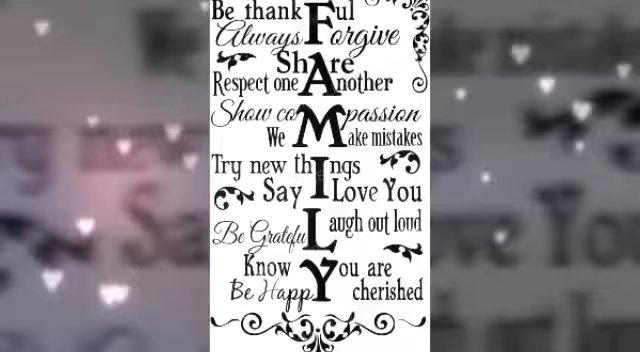 Be thankFul
Always Forgive
ShAre
Respect one Another
Show coMpassion
We Make mistakes
Try new thIngs
Say I Love You
Laugh out loud
Be GratefuL
Know You are
Be HappY cherished